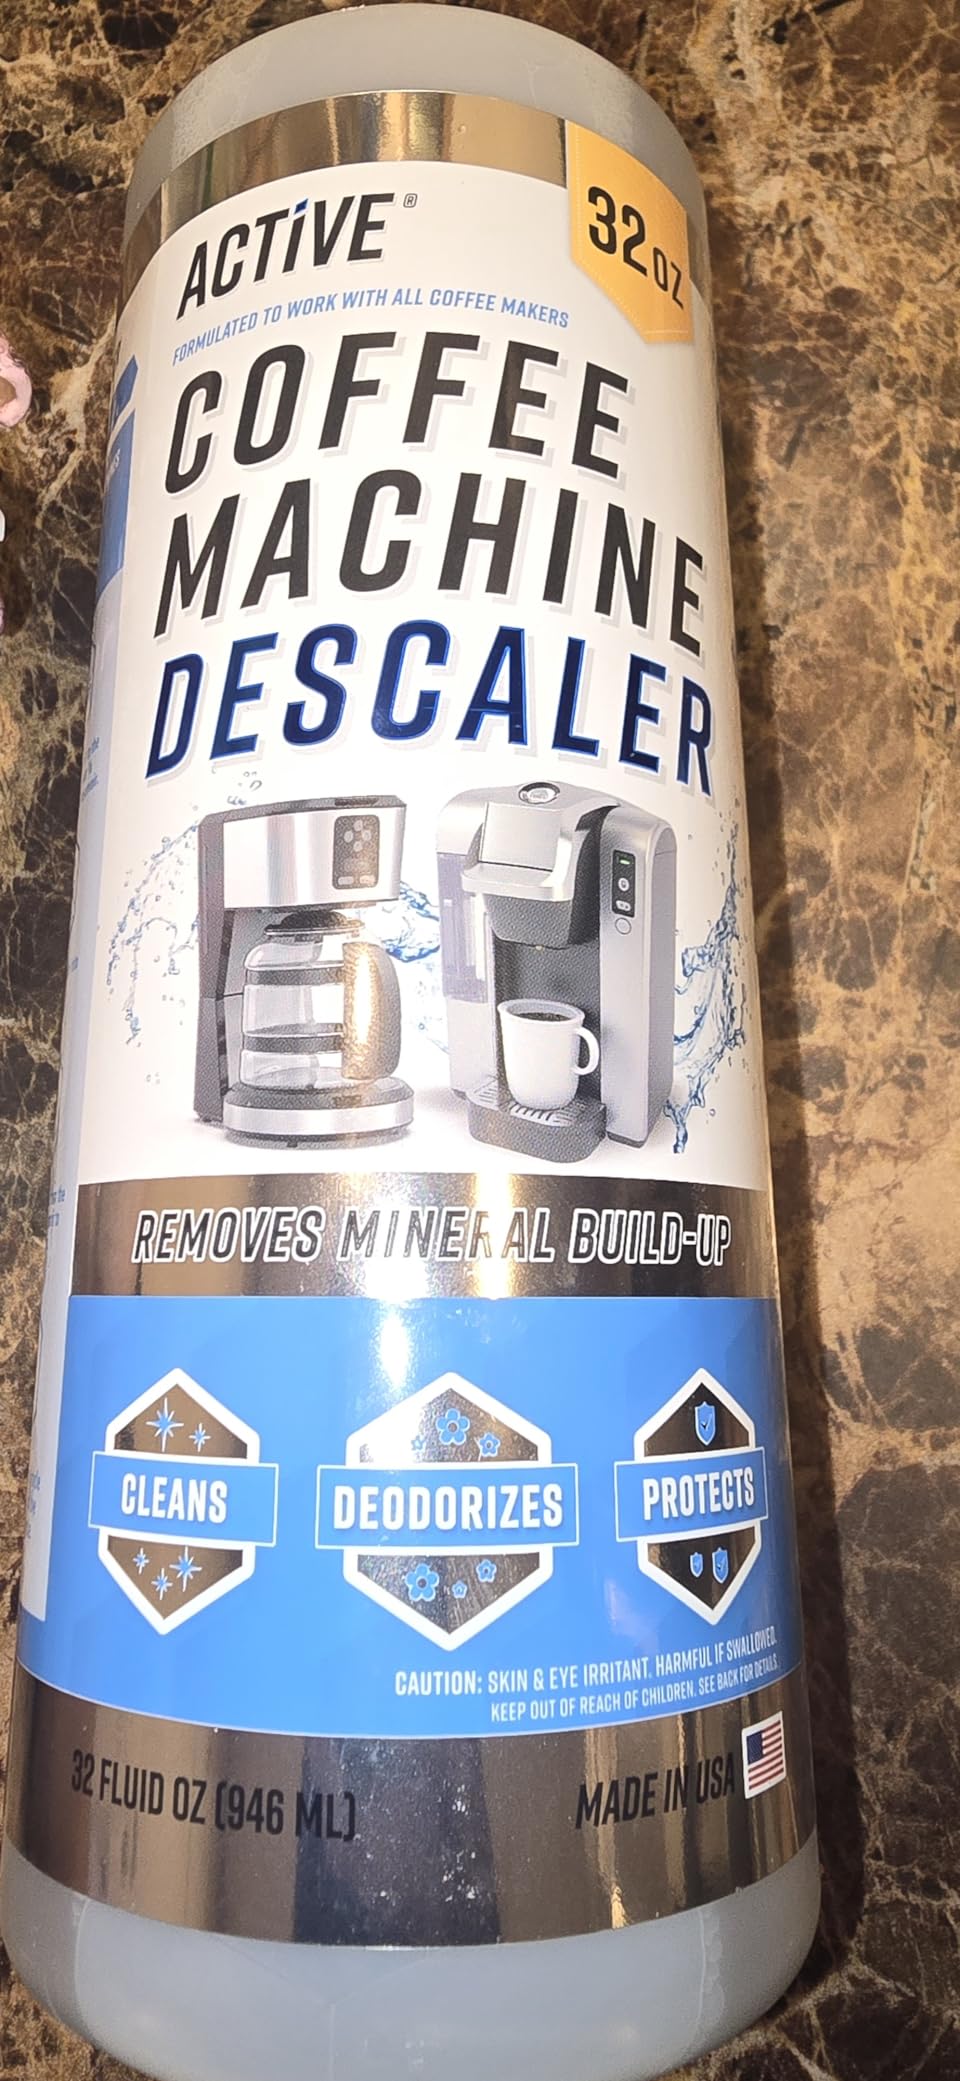 ACTiVE®
32 OZ
FORMULATED TO WORK WITH ALL COFFEE MAKERS
COFFEE
MACHINE
DESCALER
REMOVES MINERAL BUILD-UP
CLEANS
DEODORIZES
PROTECTS
CAUTION: SKIN & EYE IRRITANT. HARMFUL IF SWALLOWED.
KEEP OUT OF REACH OF CHILDREN. SEE BACK FOR DETAILS.
32 FLUID OZ (946 ML)
MADE IN USA